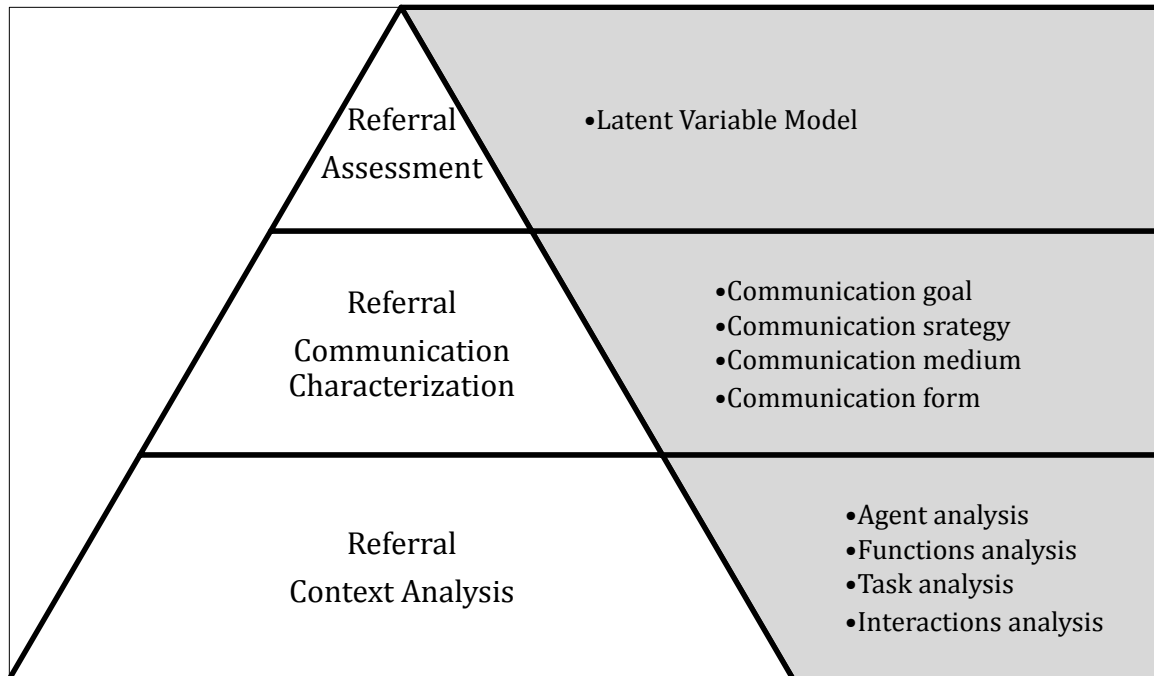 Referral
Assessment
•Latent Variable Model
Referral
Communication
Characterization
•Communication goal
•Communication srategy
•Communication medium
•Communication form
Referral
Context Analysis
•Agent analysis
•Functions analysis
•Task analysis
•Interactions analysis